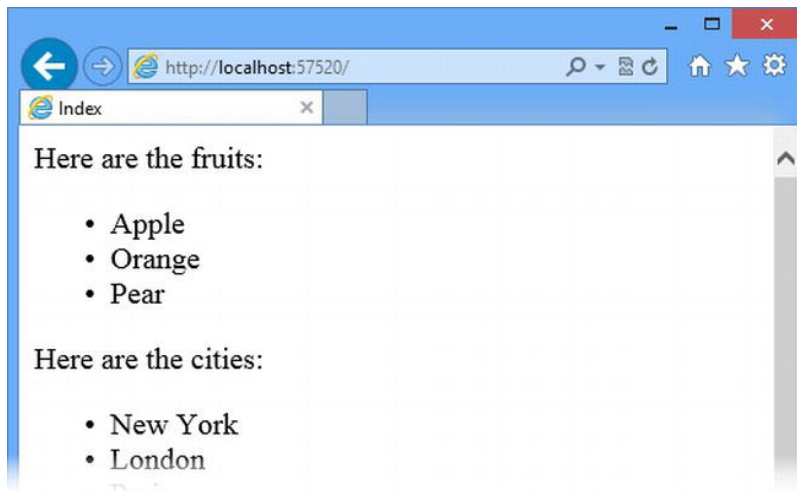 http://localhost:57520/
Index
Here are the fruits:
• Apple
• Orange
• Pear
Here are the cities:
• New York
• London